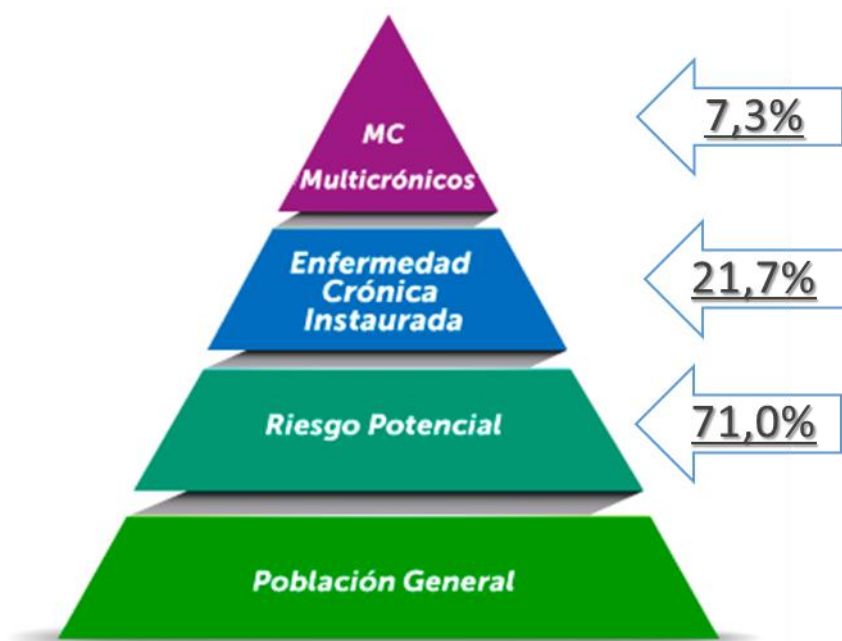 MC
Multicrónicos
7,3%
Enfermedad
Crónica
Instaurada
21,7%
Riesgo Potencial
71,0%
Población General